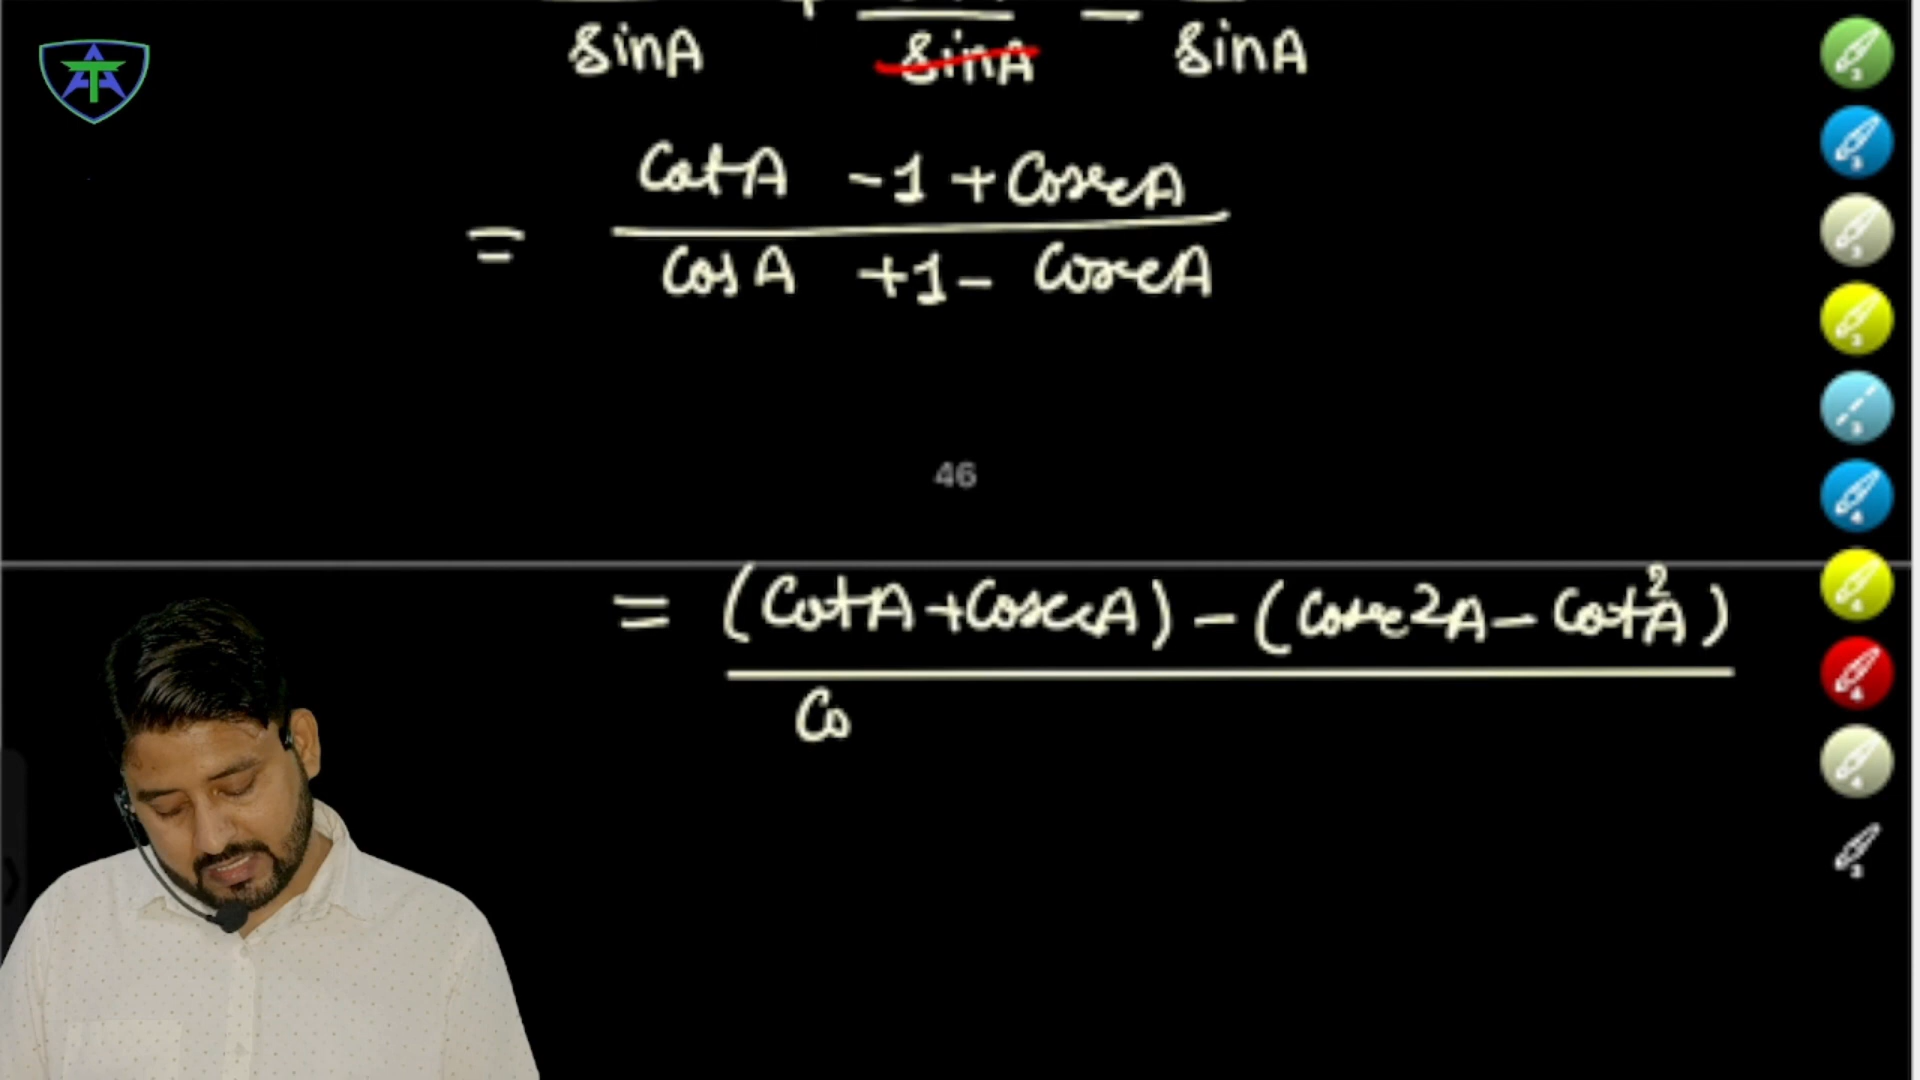 sinA sinA sinA
= CotA -1 + CosecA
CosA +1 - CosecA
46
= (CotA + CosecA) - (Cosec2A - Cot²A)
Co